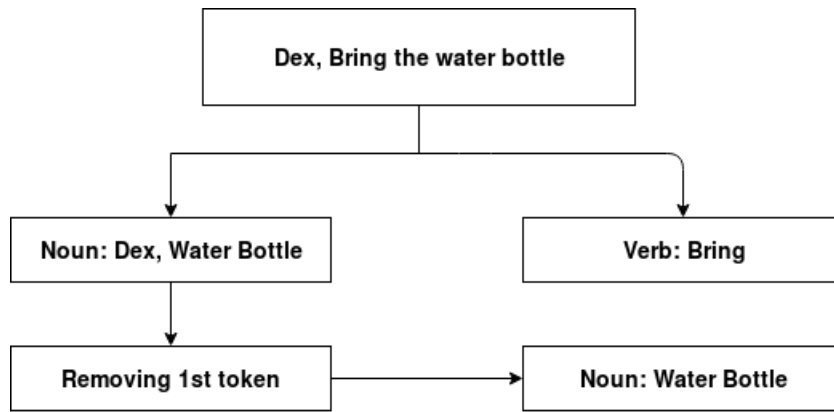 Dex, Bring the water bottle
Noun: Dex, Water Bottle
Verb: Bring
Removing 1st token
Noun: Water Bottle